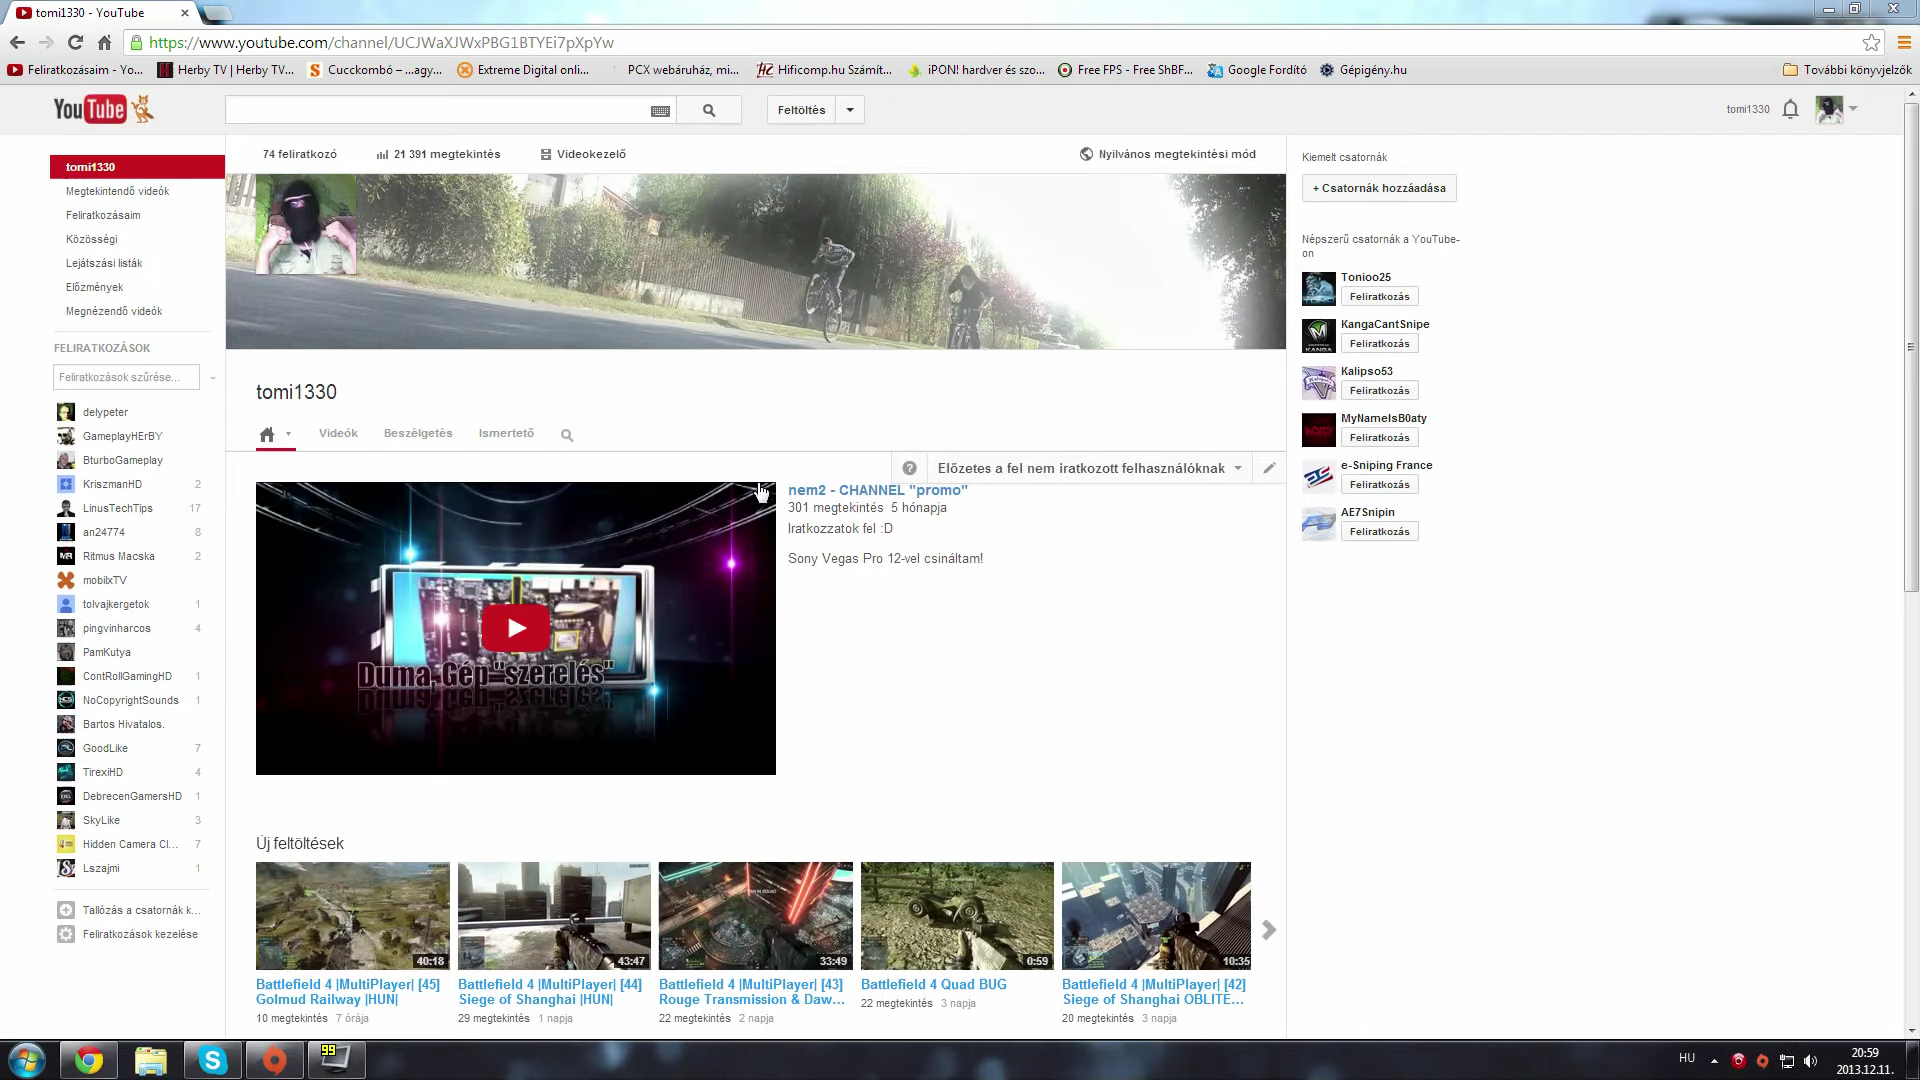 tomi1330 - YouTube
https://www.youtube.com/channel/UCJWaXJWxPBG1BTYEi7pXpYw
Feliratkozásaim - Yo...
Herby TV | Herby TV...
Cucckombó – ...agy...
Extreme Digital onli...
PCX webáruház, mi...
Hificomp.hu Számít...
iPON! hardver és szo...
Free FPS - Free ShBF...
Google Fordító
Gépigény.hu
További könyvjelzők
YouTube
Feltöltés
tomi1330
tomi1330
Megtekintendő videók
Feliratkozásaim
Közösségi
Lejátszási listák
Előzmények
Megnézendő videók
FELIRATKOZÁSOK
Feliratkozások szűrése...
delypeter
GameplayHErBY
BturboGameplay
KriszmanHD 2
LinusTechTips 17
an24774 8
Ritmus Macska 2
mobilxTV
tolvajkergetok 1
pingvinharcos 4
PamKutya
ContRollGamingHD 1
NoCopyrightSounds 1
Bartos Hivatalos.
GoodLike 7
TirexiHD 4
DebrecenGamersHD 1
SkyLike 3
Hidden Camera Cl... 7
Lszajmi 1
Tallózás a csatornák k...
Feliratkozások kezelése
74 feliratkozó
21 391 megtekintés
Videokezelő
Nyilvános megtekintési mód
tomi1330
Videók
Beszélgetés
Ismertető
Előzetes a fel nem iratkozott felhasználóknak
Duma,Gép"szerelés"
nem2 - CHANNEL "promo"
301 megtekintés 5 hónapja
Iratkozzatok fel :D
Sony Vegas Pro 12-vel csináltam!
Új feltöltések
40:18
43:47
33:49
0:59
10:35
Battlefield 4 |MultiPlayer| [45]
Golmud Railway |HUN|
10 megtekintés 7 órája
Battlefield 4 |MultiPlayer| [44]
Siege of Shanghai |HUN|
29 megtekintés 1 napja
Battlefield 4 |MultiPlayer| [43]
Rouge Transmission & Daw...
22 megtekintés 2 napja
Battlefield 4 Quad BUG
22 megtekintés 3 napja
Battlefield 4 |MultiPlayer| [42]
Siege of Shanghai OBLITE...
20 megtekintés 3 napja
Kiemelt csatornák
+ Csatornák hozzáadása
Népszerű csatornák a YouTube-
on
Tonioo25
Feliratkozás
KangaCantSnipe
Feliratkozás
Kalipso53
Feliratkozás
MyNameIsB0aty
Feliratkozás
e-Sniping France
Feliratkozás
AE7Snipin
Feliratkozás
99
HU
20:59
2013.12.11.